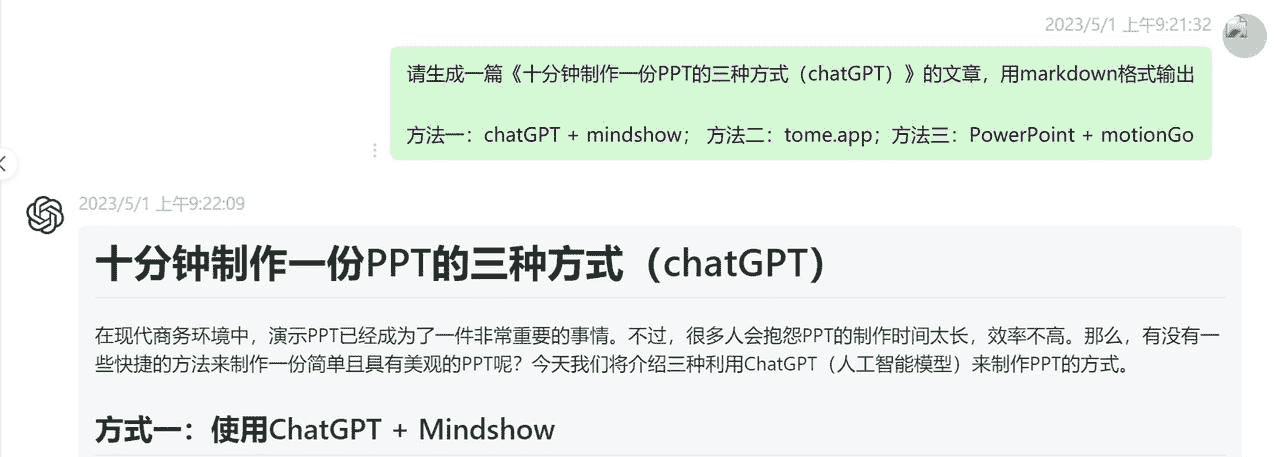 2023/5/1 上午9:21:32
请生成一篇《十分钟制作一份PPT的三种方式（chatGPT）》的文章，用markdown格式输出
方法一：chatGPT + mindshow； 方法二：tome.app；方法三：PowerPoint + motionGo
2023/5/1 上午9:22:09
十分钟制作一份PPT的三种方式（chatGPT）
在现代商务环境中，演示PPT已经成为了一件非常重要的事情。不过，很多人会抱怨PPT的制作时间太长，效率不高。那么，有没有一
些快捷的方法来制作一份简单且具有美观的PPT呢？今天我们将介绍三种利用ChatGPT（人工智能模型）来制作PPT的方式。
方式一：使用ChatGPT + Mindshow